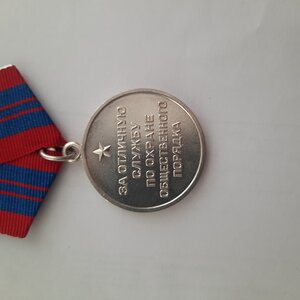 ЗА ОТЛИЧНУЮ
СЛУЖБУ
ПО ОХРАНЕ
ОБЩЕСТВЕННОГО
ПОРЯДКА